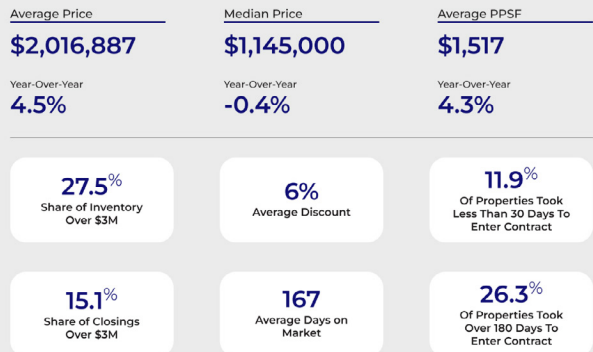 Average Price
$2,016,887
Year-Over-Year
4.5%
Median Price
$1,145,000
Year-Over-Year
-0.4%
Average PPSF
$1,517
Year-Over-Year
4.3%
27.5%
Share of Inventory
Over $3M
6%
Average Discount
11.9%
Of Properties Took
Less Than 30 Days To
Enter Contract
15.1%
Share of Closings
Over $3M
167
Average Days on
Market
26.3%
Of Properties Took
Over 180 Days To
Enter Contract